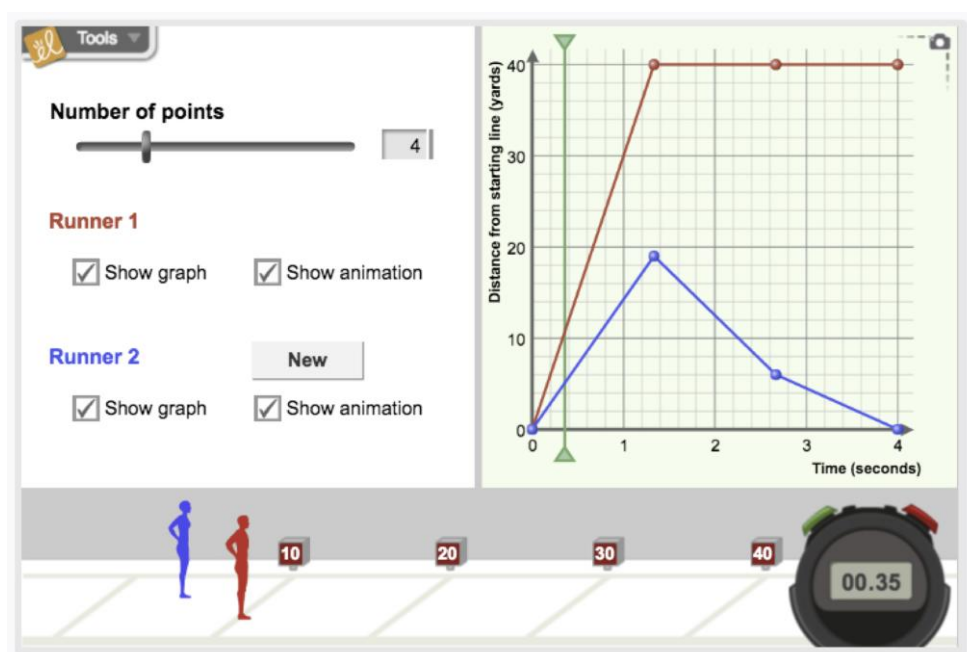 Tools
Number of points
4
Runner 1
Show graph
Show animation
Runner 2
New
Show graph
Show animation
Distance from starting line (yards)
40
30
20
10
0
0 1 2 3 4
Time (seconds)
10 20 30 40
00.35